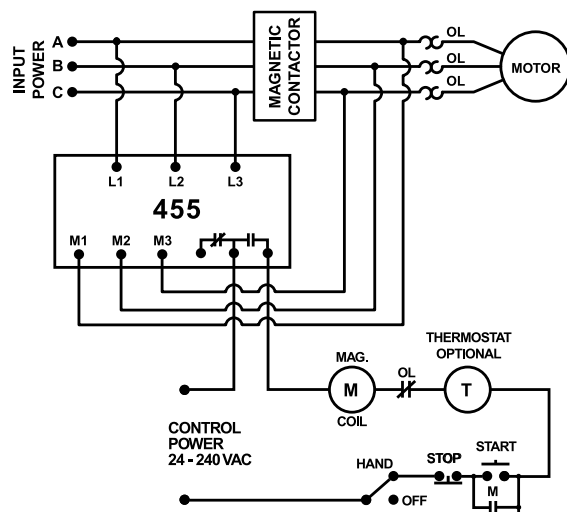 INPUT
POWER
A
B
C
MAGNETIC
CONTACTOR
OL
OL
OL
MOTOR
L1
L2
L3
455
M1
M2
M3
THERMOSTAT
OPTIONAL
MAG.
M
COIL
OL
T
CONTROL
POWER
24 - 240 VAC
HAND
OFF
STOP
START
M